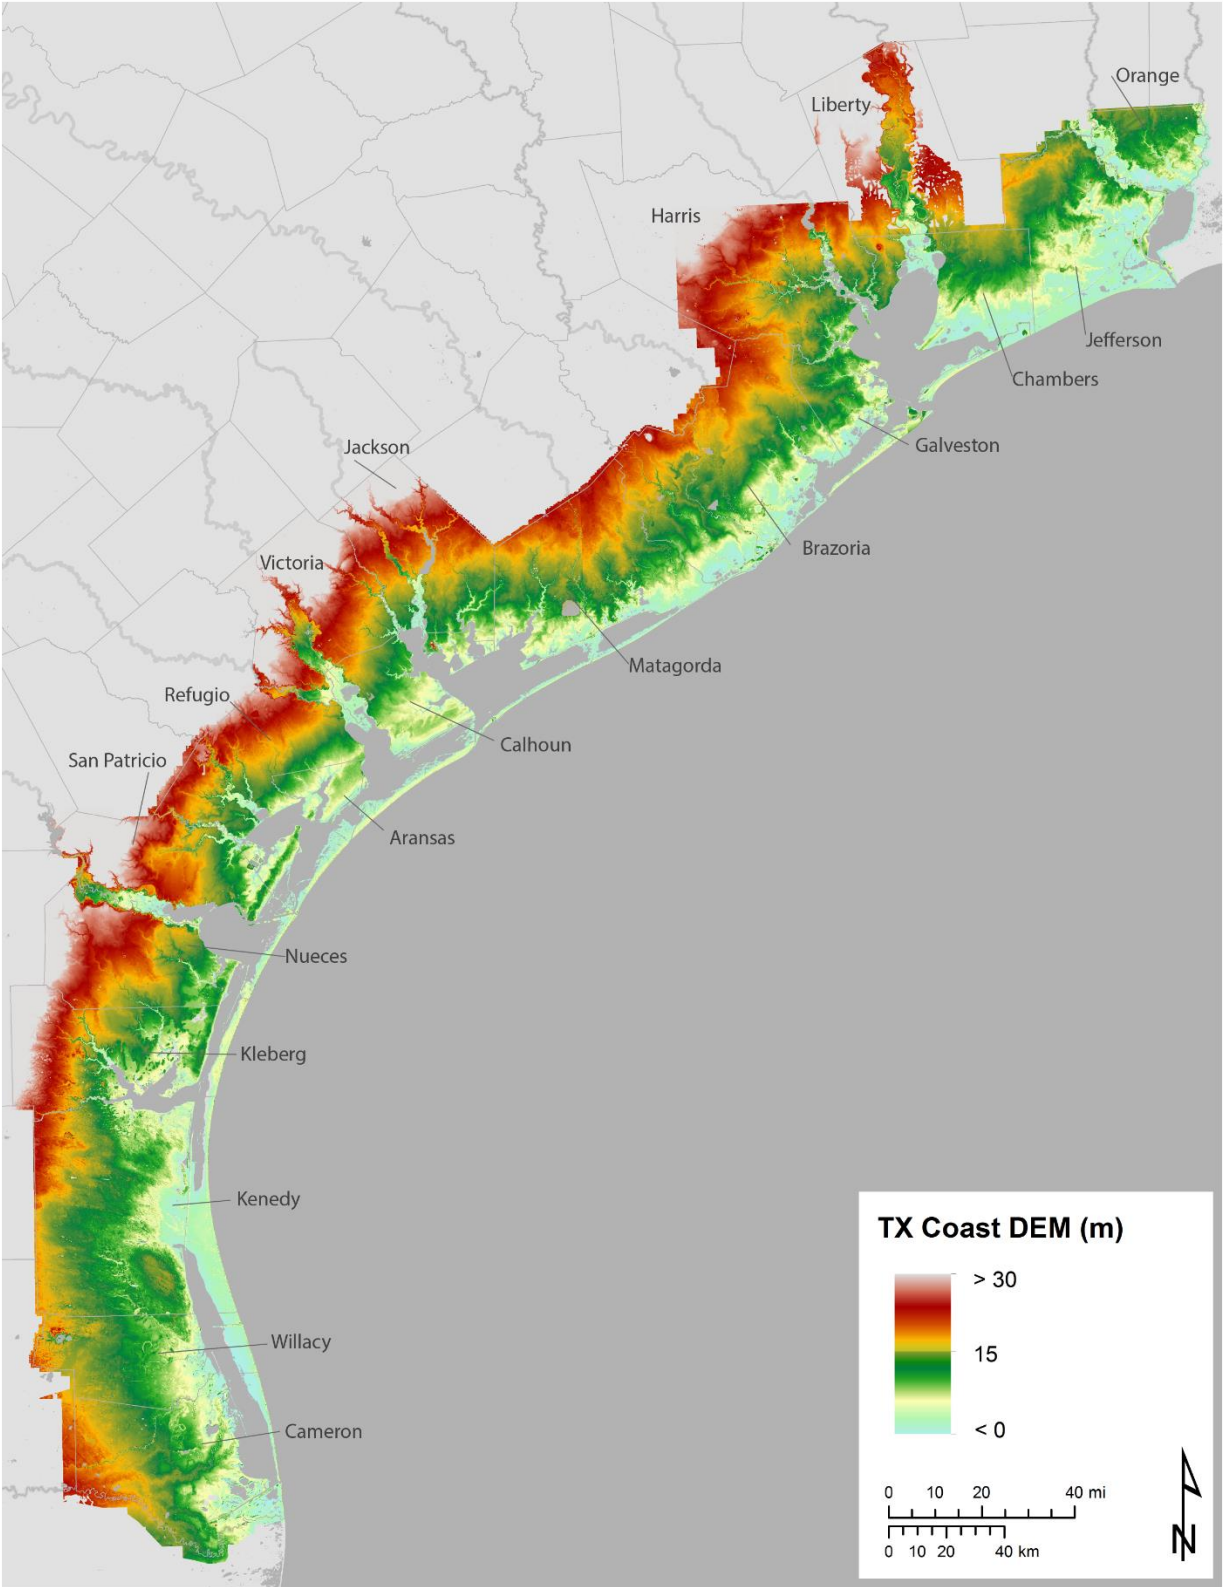 Orange
Liberty
Harris
Jefferson
Chambers
Galveston
Jackson
Brazoria
Victoria
Matagorda
Refugio
Calhoun
San Patricio
Aransas
Nueces
Kleberg
Kenedy
Willacy
Cameron
TX Coast DEM (m)
> 30
15
< 0
0 10 20 40 mi
0 10 20 40 km
N